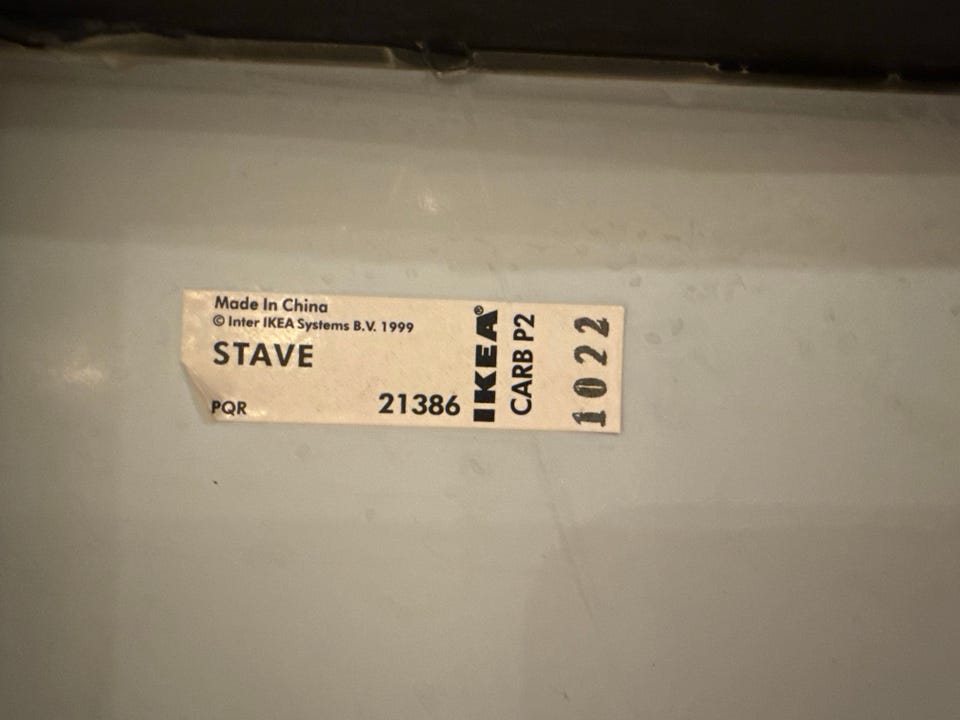 Made In China
© Inter IKEA Systems B.V. 1999
STAVE
PQR
21386
IKEA®
CARB P2
1022